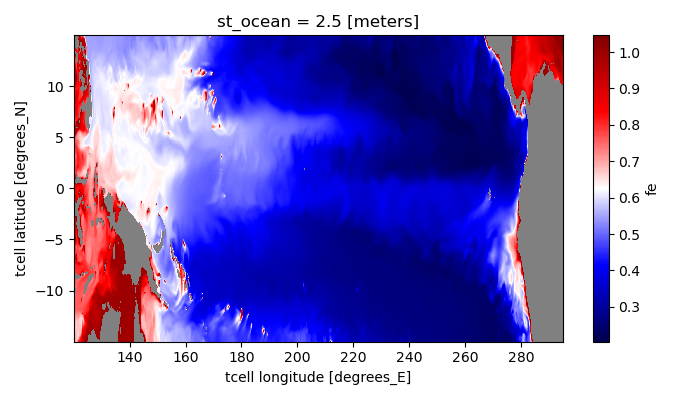 st_ocean = 2.5 [meters]
10
5
0
−5
−10
tcell latitude [degrees_N]
140 160 180 200 220 240 260 280
tcell longitude [degrees_E]
1.0
0.9
0.8
0.7
0.6
0.5
0.4
0.3
fe